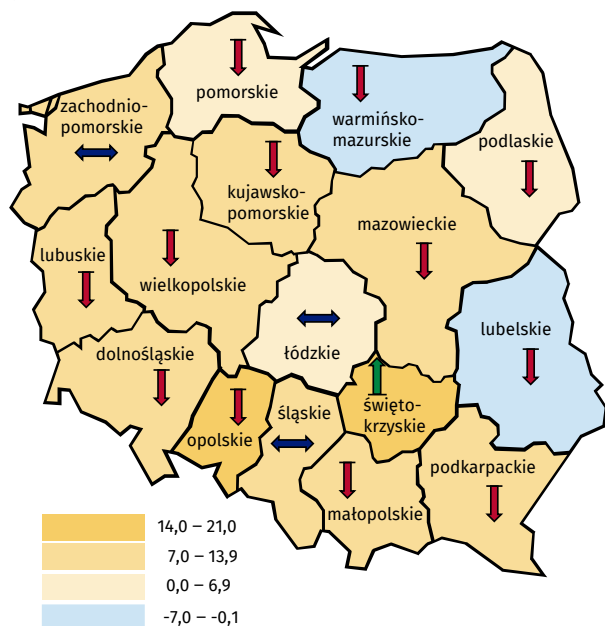 pomorskie
zachodnio-
pomorskie
warmińsko-
mazurskie
podlaskie
kujawsko-
pomorskie
mazowieckie
lubuskie
wielkopolskie
łódzkie
lubelskie
dolnośląskie
opolskie
śląskie
święto-
krzyskie
małopolskie
podkarpackie
14,0 – 21,0
7,0 – 13,9
0,0 – 6,9
-7,0 – -0,1